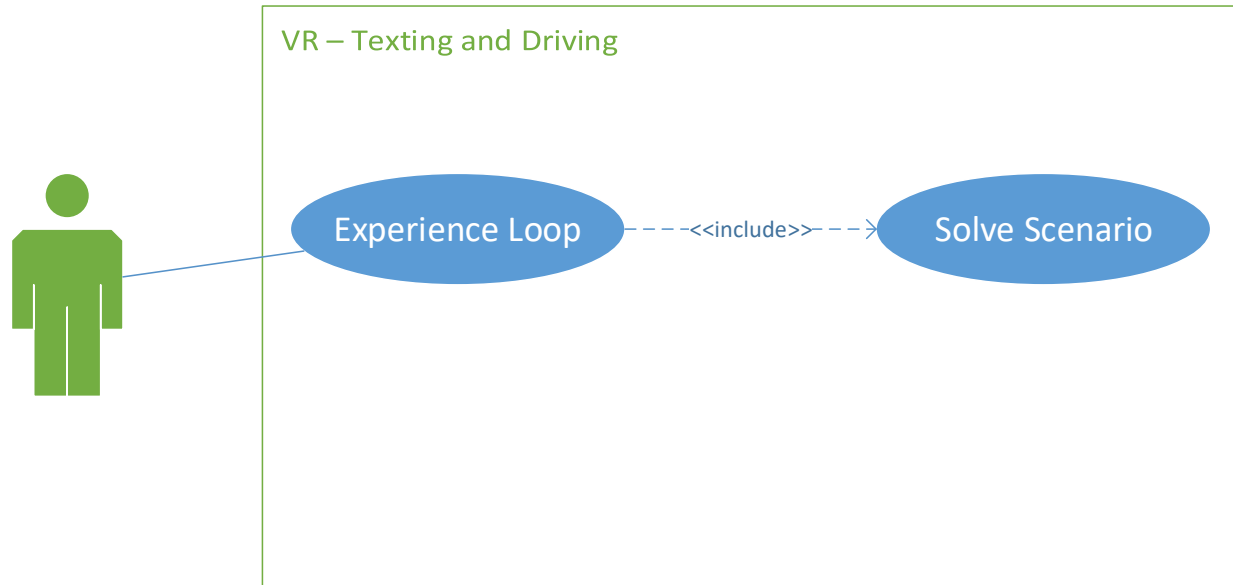 VR – Texting and Driving
Experience Loop
<<include>>
Solve Scenario